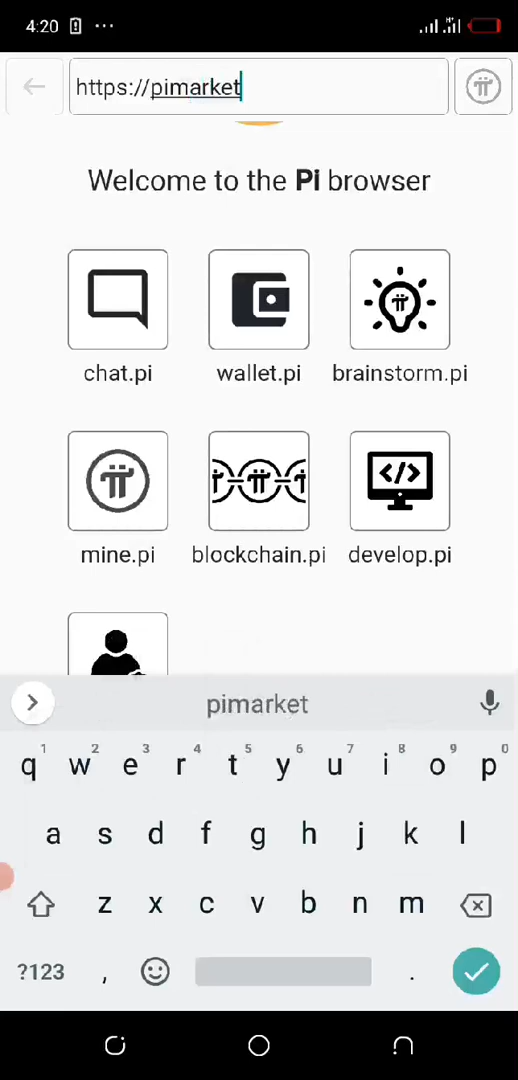 4:20
https://pimarket
Welcome to the Pi browser
chat.pi wallet.pi brainstorm.pi
mine.pi blockchain.pi develop.pi
pimarket
1 2 3 4 5 6 7 8 9 0
q w e r t y u i o p
a s d f g h j k l
z x c v b n m
?123 , .